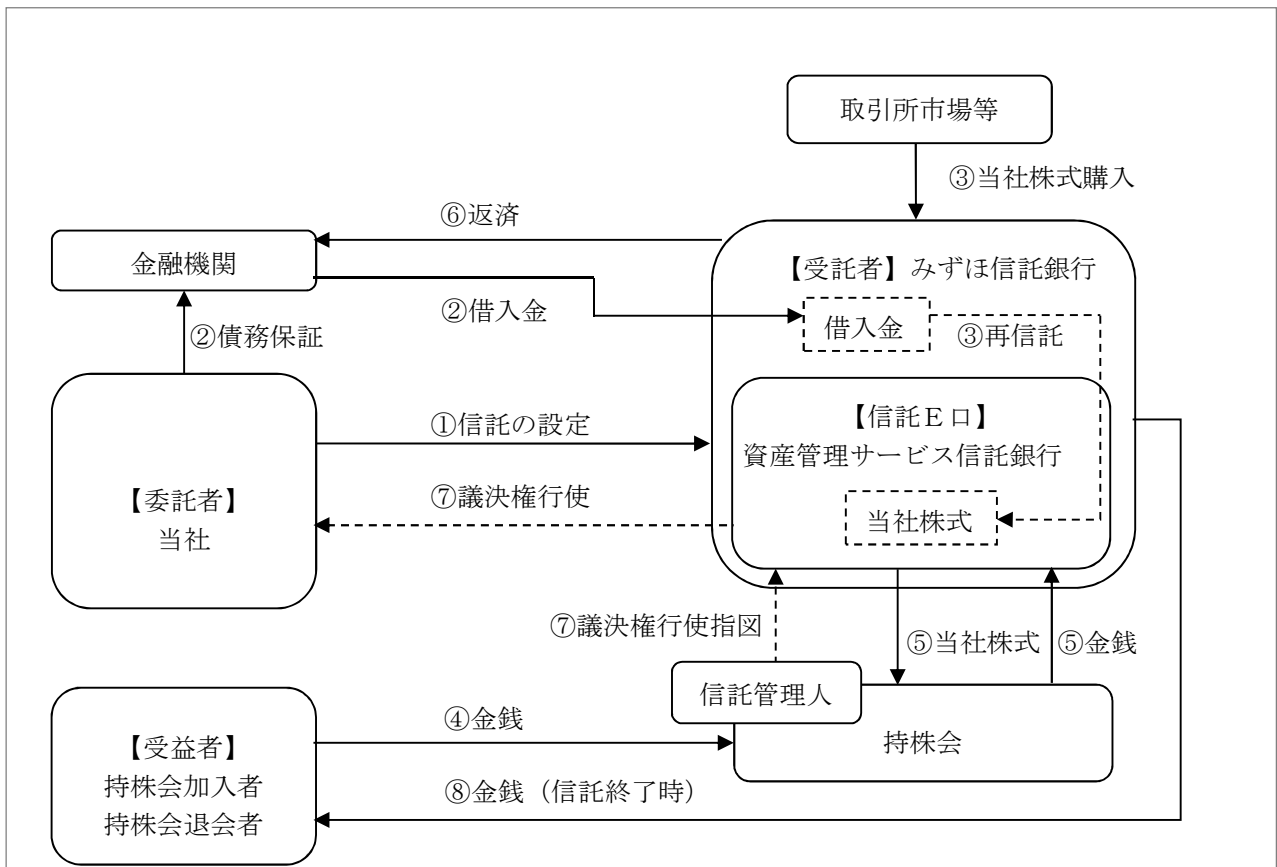 取引所市場等
③当社株式購入
⑥返済
金融機関
【受託者】みずほ信託銀行
②借入金
借入金
③再信託
②債務保証
【信託Ｅ口】
資産管理サービス信託銀行
①信託の設定
【委託者】
当社
⑦議決権行使
当社株式
⑦議決権行使指図
⑤当社株式
⑤金銭
信託管理人
持株会
④金銭
【受益者】
持株会加入者
持株会退会者
⑧金銭（信託終了時）